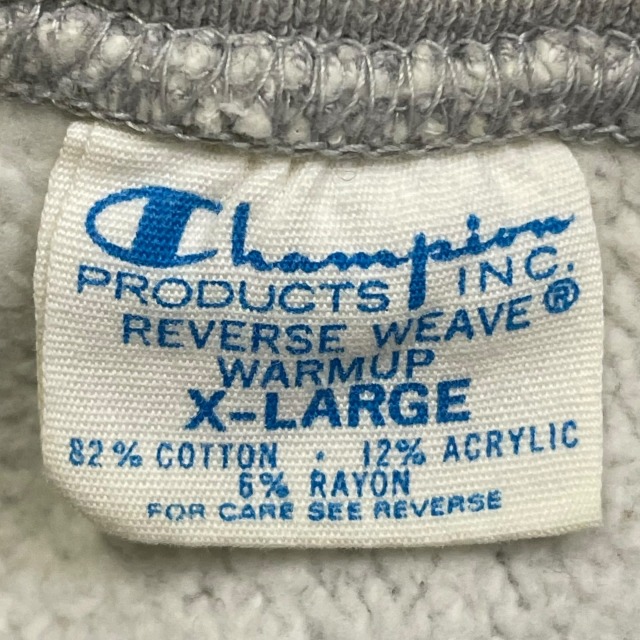 Champion
PRODUCTS INC.
REVERSE WEAVE®
WARMUP
X-LARGE
82% COTTON · 12% ACRYLIC
6% RAYON
FOR CARE SEE REVERSE